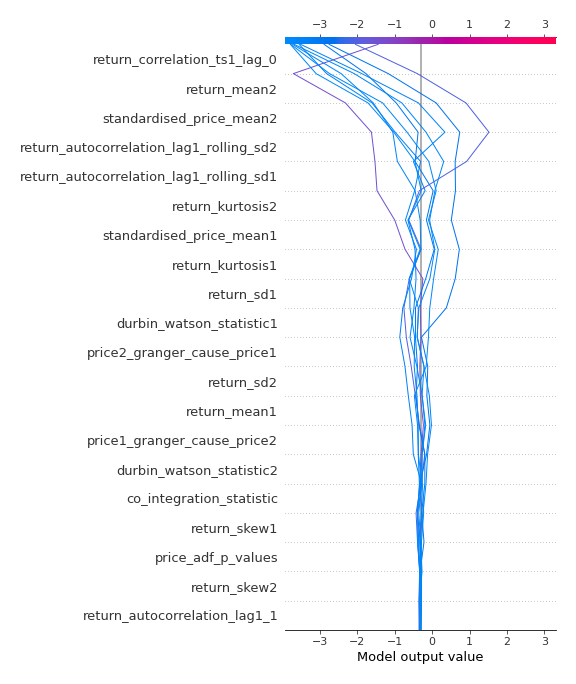 −3 −2 −1 0 1 2 3
return_correlation_ts1_lag_0
return_mean2
standardised_price_mean2
return_autocorrelation_lag1_rolling_sd2
return_autocorrelation_lag1_rolling_sd1
return_kurtosis2
standardised_price_mean1
return_kurtosis1
return_sd1
durbin_watson_statistic1
price2_granger_cause_price1
return_sd2
return_mean1
price1_granger_cause_price2
durbin_watson_statistic2
co_integration_statistic
return_skew1
price_adf_p_values
return_skew2
return_autocorrelation_lag1_1
−3 −2 −1 0 1 2 3
Model output value